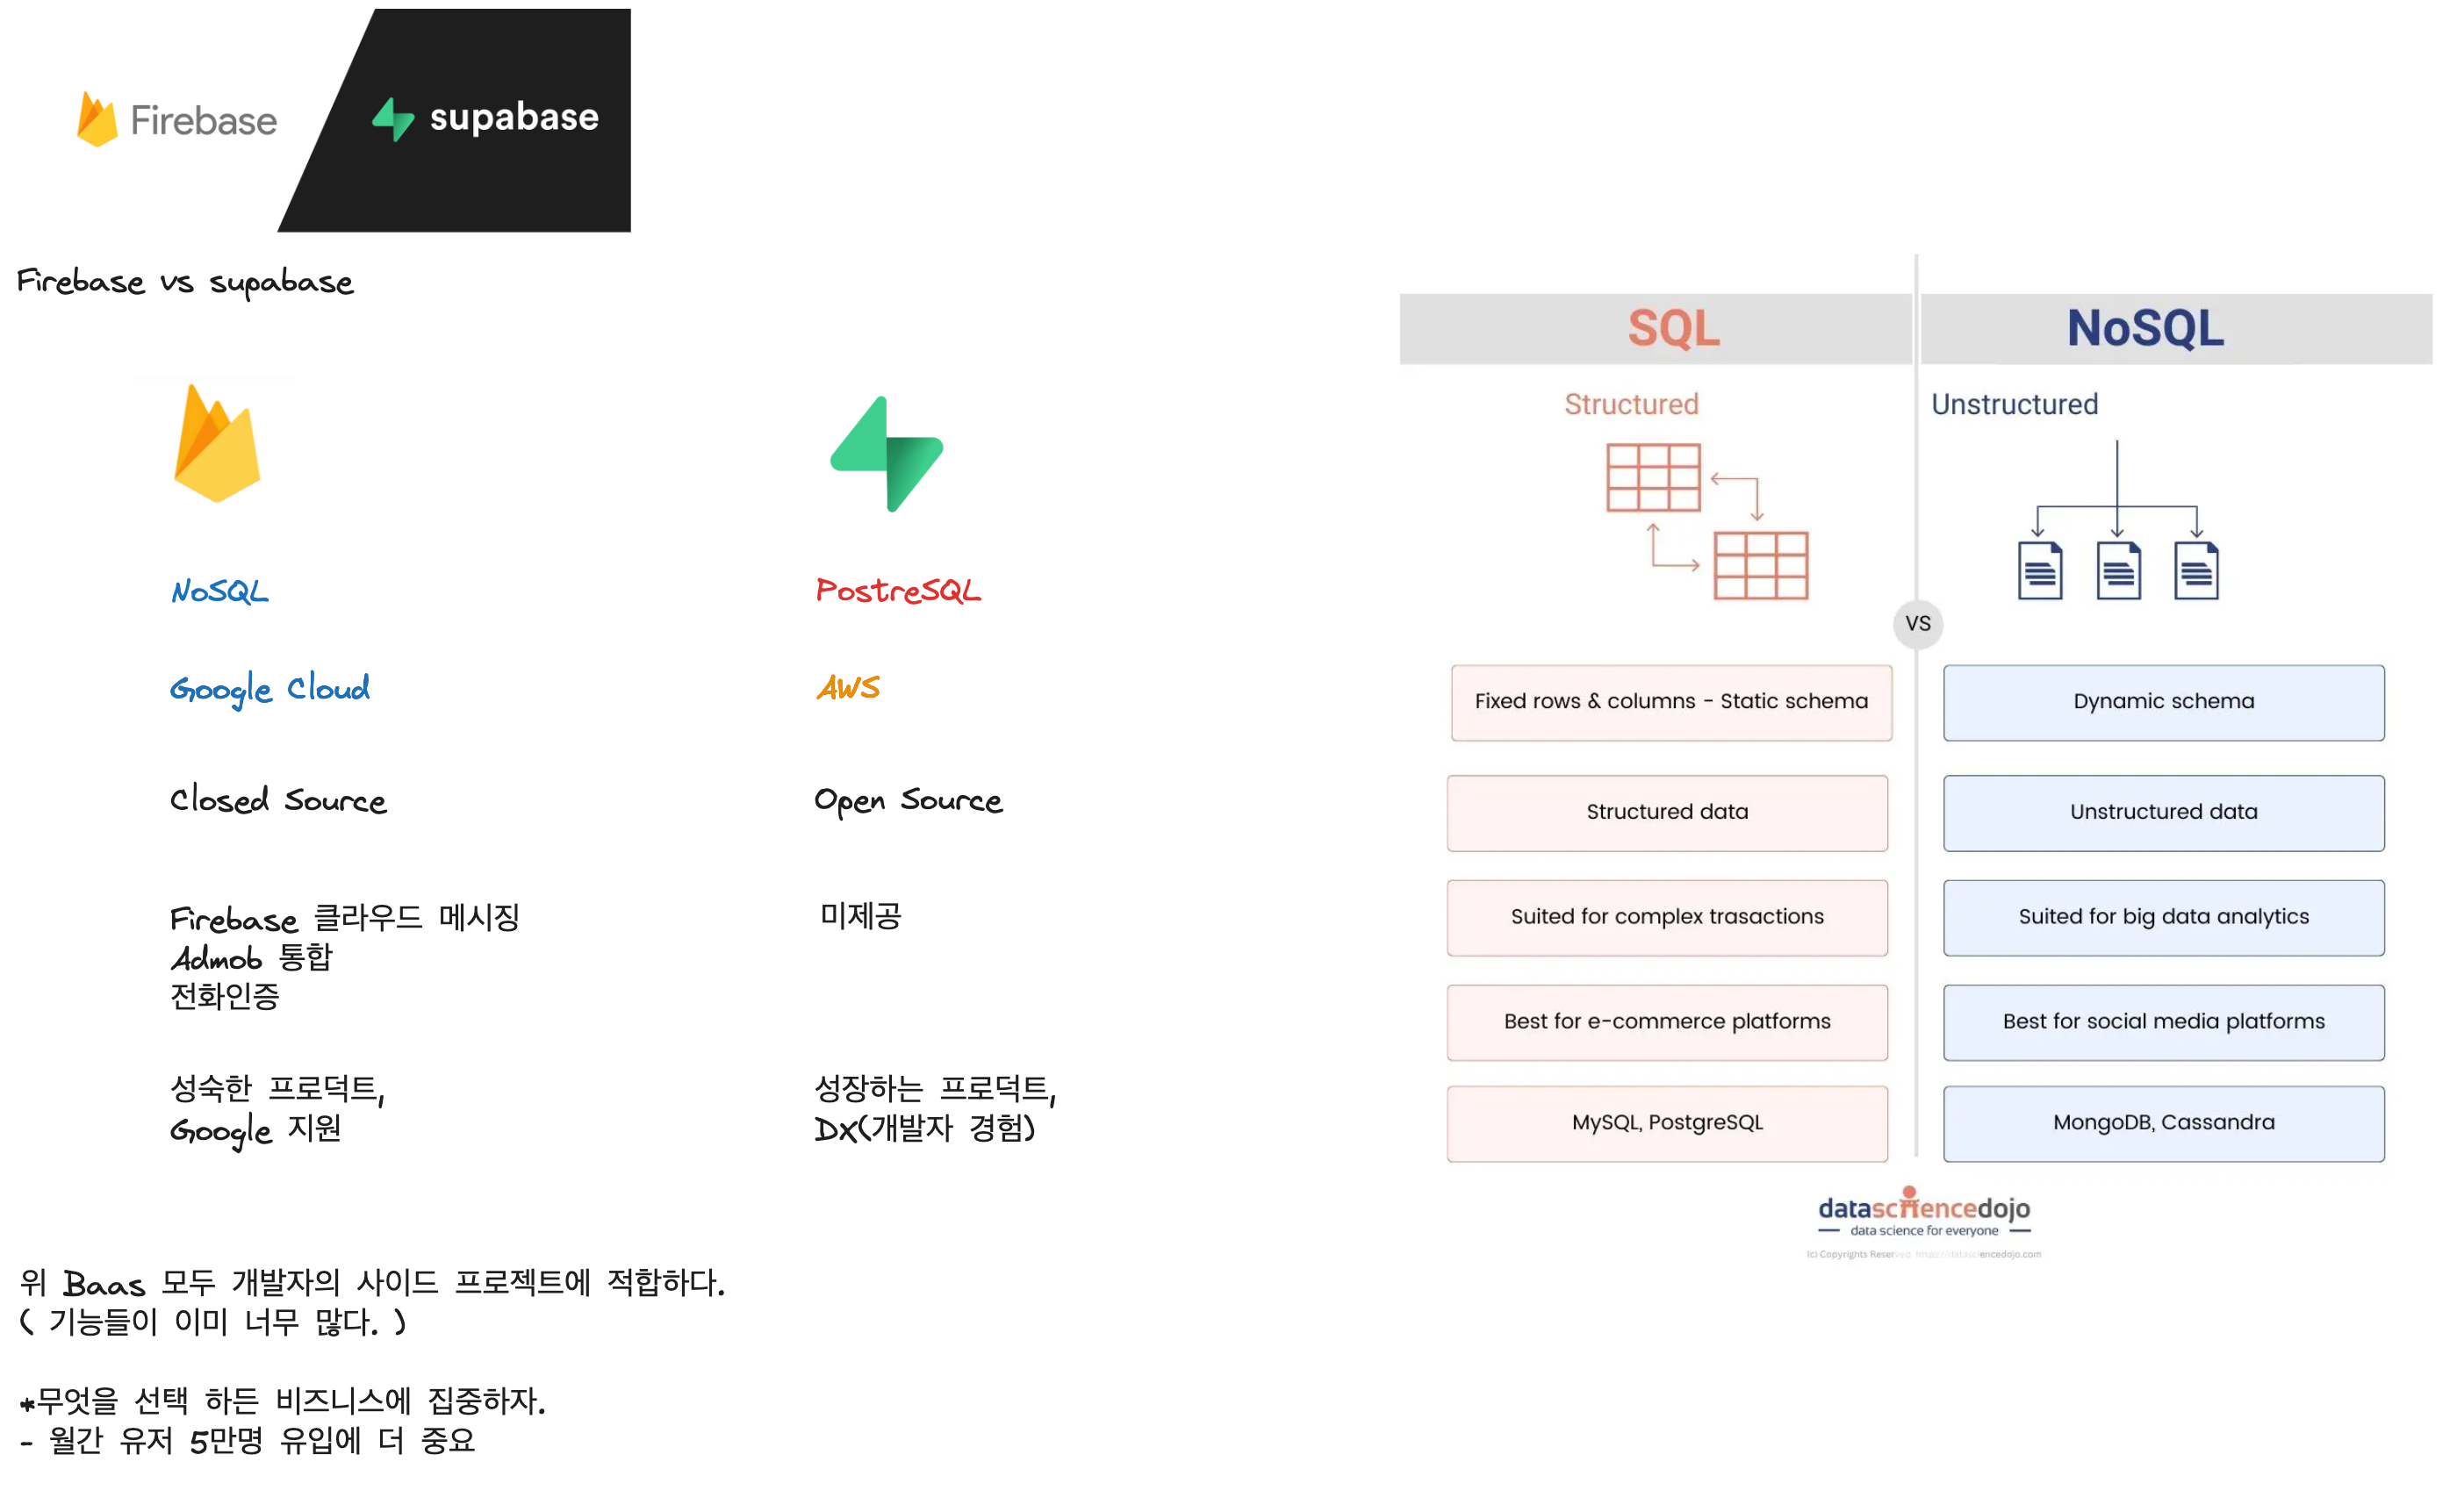 Firebase
supabase
Firebase vs supabase
NoSQL
PostreSQL
Google Cloud
AWS
Closed Source
Open Source
Firebase 클라우드 메시징
Admob 통합
전화인증
미제공
성숙한 프로덕트,
Google 지원
성장하는 프로덕트,
DX(개발자 경험)
위 Baas 모두 개발자의 사이드 프로젝트에 적합하다.
( 기능들이 이미 너무 많다. )
*무엇을 선택 하든 비즈니스에 집중하자.
- 월간 유저 5만명 유입에 더 중요
SQL
NoSQL
Structured
Unstructured
VS
Fixed rows & columns - Static schema
Dynamic schema
Structured data
Unstructured data
Suited for complex trasactions
Suited for big data analytics
Best for e-commerce platforms
Best for social media platforms
MySQL, PostgreSQL
MongoDB, Cassandra
datasciencedojo
data science for everyone
(c) Copyrights Reserved https://datasciencedojo.com